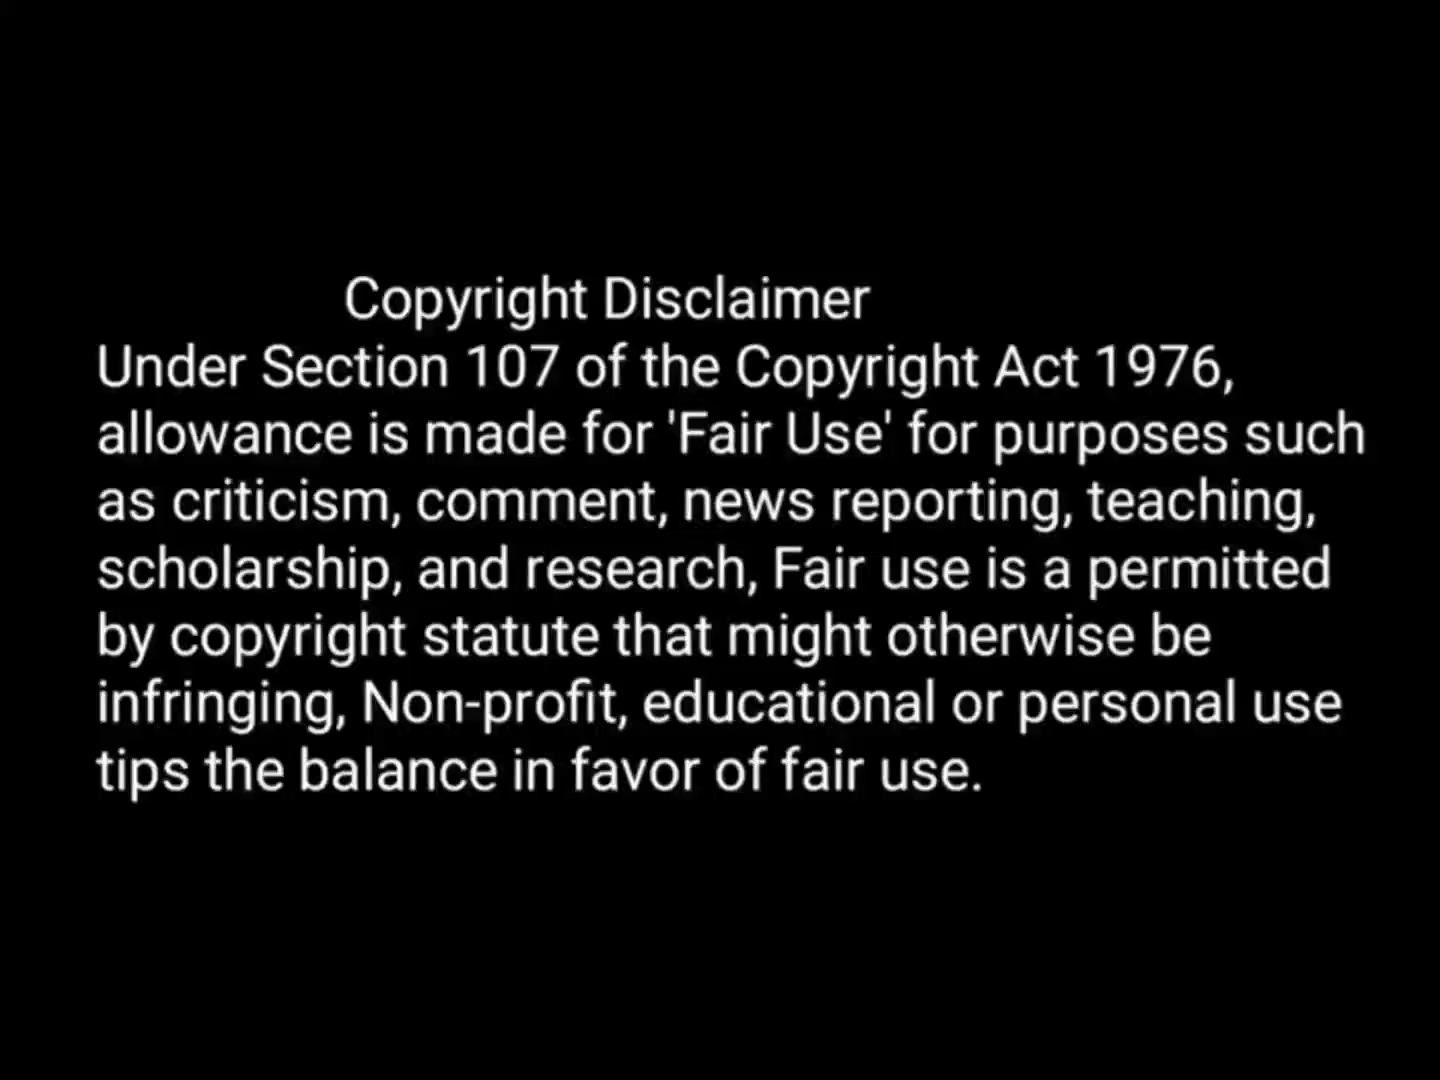 Copyright Disclaimer
Under Section 107 of the Copyright Act 1976,
allowance is made for 'Fair Use' for purposes such
as criticism, comment, news reporting, teaching,
scholarship, and research, Fair use is a permitted
by copyright statute that might otherwise be
infringing, Non-profit, educational or personal use
tips the balance in favor of fair use.